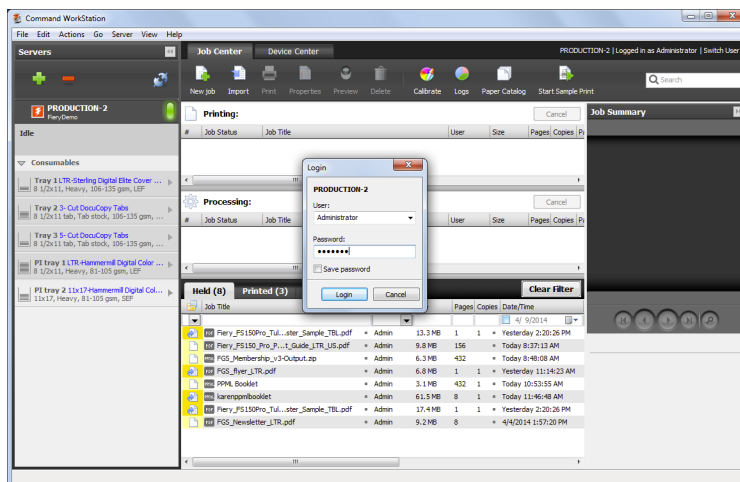 Command WorkStation
File Edit Actions Go Server View Help
Servers
Job Center Device Center
PRODUCTION-2 | Logged in as Administrator | Switch User
New job Import Print Properties Preview Delete Calibrate Logs Paper Catalog Start Sample Print
Search
PRODUCTION-2
FieryDemo
Idle
Consumables
Tray 1 LTR-Sterling Digital Elite Cover ...
8 1/2x11, Heavy, 106-135 gsm, LEF
Tray 2 3- Cut DocuCopy Tabs
8 1/2x11 tab, Tab stock, 106-135 gsm, ...
Tray 3 5- Cut DocuCopy Tabs
8 1/2x11 tab, Tab stock, 106-135 gsm, ...
PI tray 1 LTR-Hammermill Digital Color ...
8 1/2x11, Heavy, 81-105 gsm, LEF
PI tray 2 11x17-Hammermill Digital Col...
11x17, Heavy, 81-105 gsm, SEF
Printing:
Cancel
# Job Status Job Title User Size Pages Copies
Processing:
Cancel
# Job Status Job Title User Size Pages Copies
Login
PRODUCTION-2
User:
Administrator
Password:
Save password
Login Cancel
Held (8) Printed (3)
Clear Filter
Job Title Pages Copies Date/Time
4/ 9/2014
PDF Fiery_FS150Pro_Tul...ster_Sample_TBL.pdf Admin 13.3 MB 1 1 Yesterday 2:20:26 PM
PDF Fiery_FS150_Pro_P...t_Guide_LTR_US.pdf Admin 9.8 MB 156 Today 8:37:13 AM
PPML FGS_Membership_v3-Output.zip Admin 6.3 MB 432 Today 8:48:08 AM
PDF FGS_flyer_LTR.pdf Admin 6.8 MB 1 1 Yesterday 11:14:23 AM
PPML PPML Booklet Admin 3.1 MB 432 1 Today 10:53:55 AM
PPML karenppmlbooklet Admin 61.5 MB 8 1 Today 11:46:48 AM
PDF Fiery_FS150Pro_Tul...ster_Sample_TBL.pdf Admin 17.4 MB 1 1 Yesterday 2:20:26 PM
PDF FGS_Newsletter_LTR.pdf Admin 9.2 MB 8 4/4/2014 1:57:20 PM
Job Summary